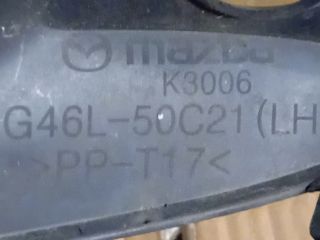 mazda
K3006
G46L-50C21(LH
>PP-T17<